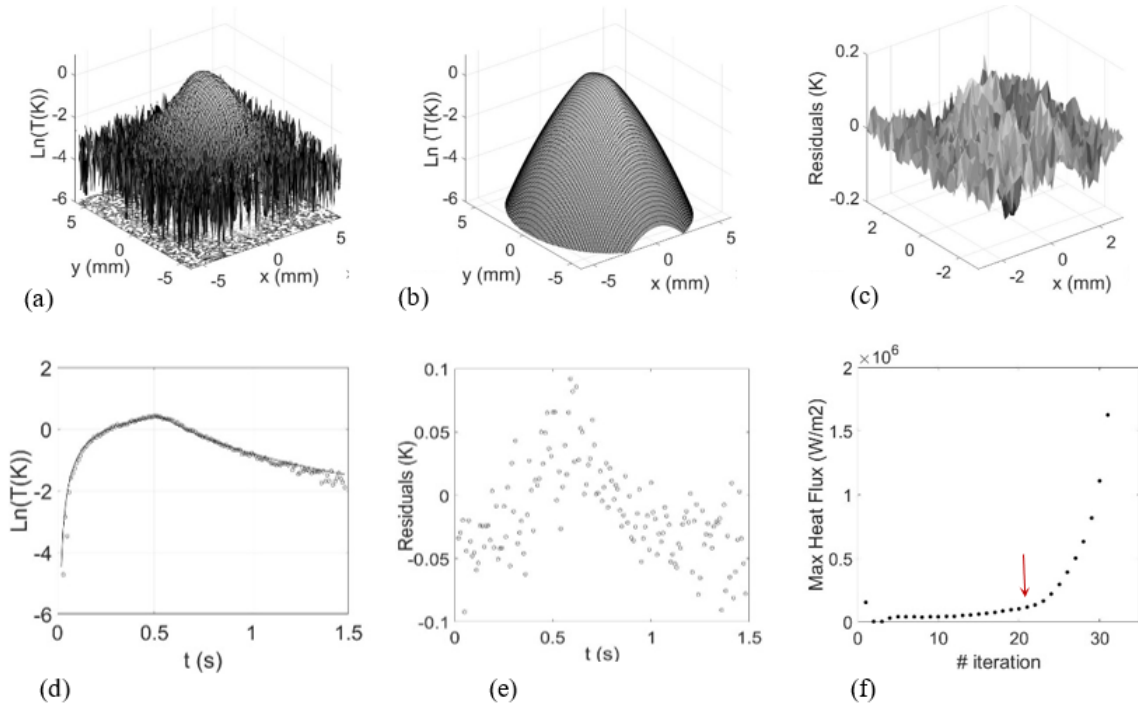 Ln(T(K))
0
-2
-4
-6
5
0
-5
y (mm)
-5
0
5
x (mm)
(a)
Ln (T(K))
0
-2
-4
-6
5
0
-5
y (mm)
-5
0
5
x (mm)
(b)
Residuals (K)
0.2
0
-0.2
2
0
-2
-2
0
2
x (mm)
(c)
Ln(T(K))
2
0
-2
-4
-6
0
0.5
1
1.5
t (s)
(d)
Residuals (K)
0.1
0.05
0
-0.05
-0.1
0
0.5
1
1.5
t (s)
(e)
×10⁶
Max Heat Flux (W/m2)
2
1.5
1
0.5
0
0
10
20
30
# iteration
(f)